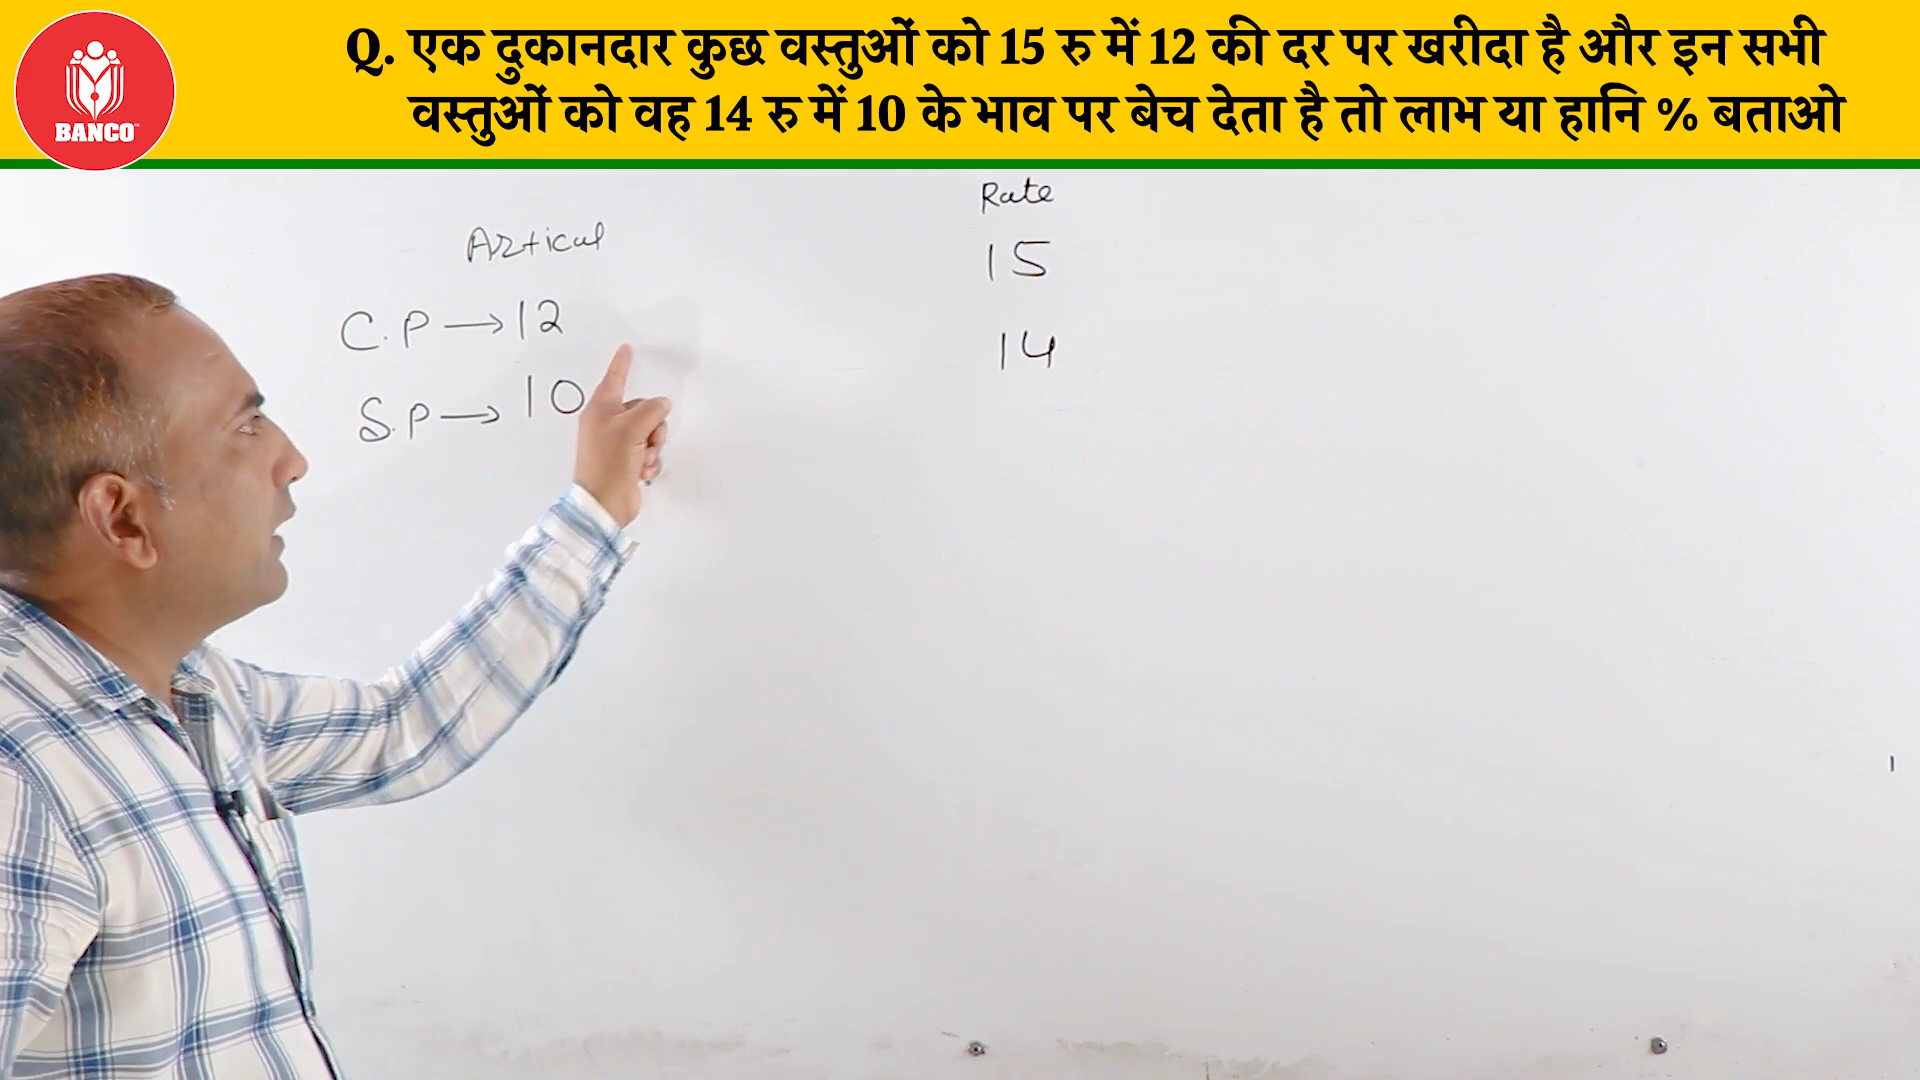 Q. एक दुकानदार कुछ वस्तुओं को 15 रु में 12 की दर पर खरीदा है और इन सभी
वस्तुओं को वह 14 रु में 10 के भाव पर बेच देता है तो लाभ या हानि % बताओ
BANCO
Artical
Rate
C.P → 12
15
S.P → 10
14